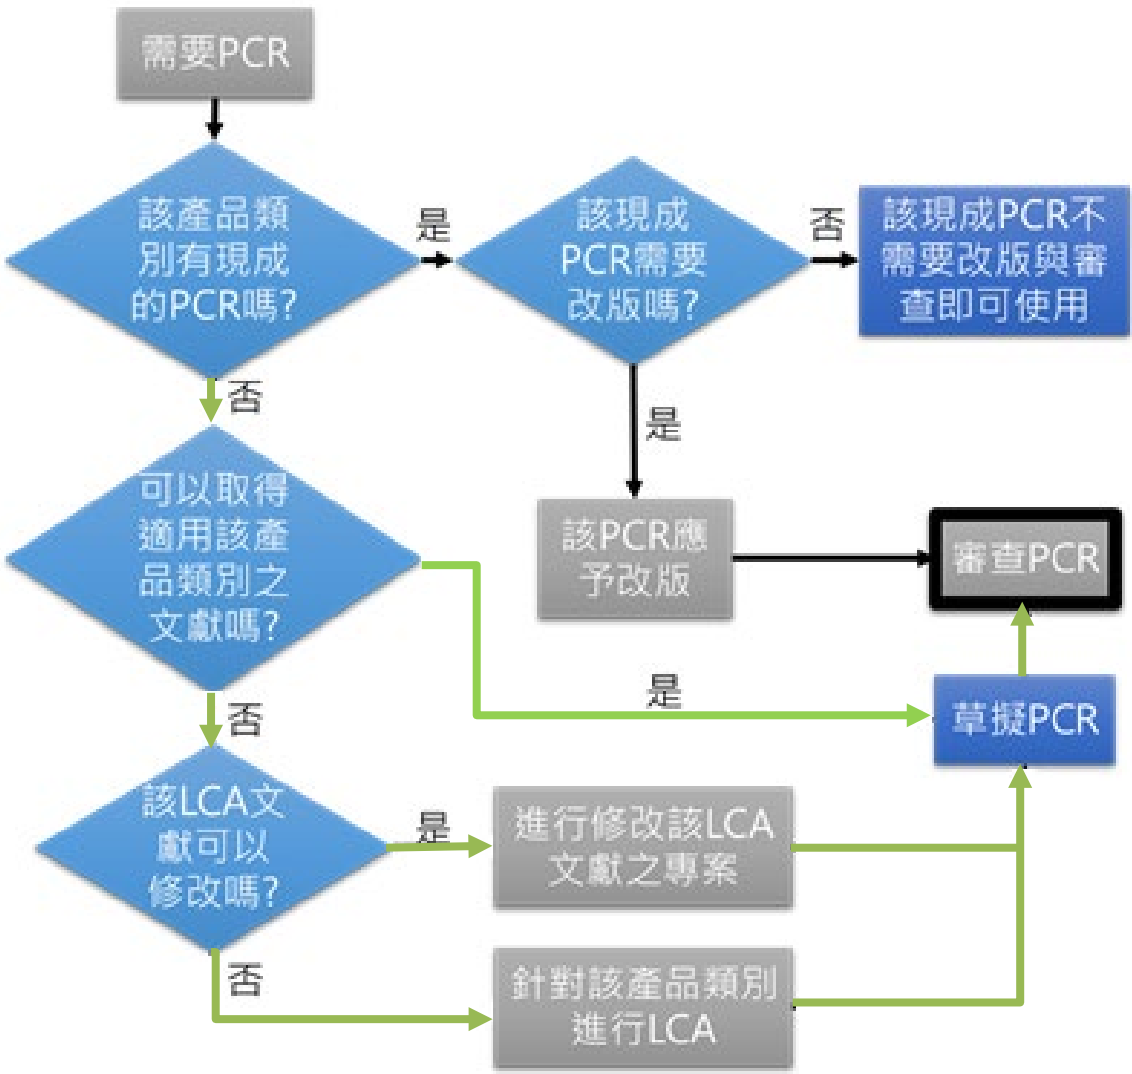 需要PCR
該產品類
別有現成
的PCR嗎?
是
該現成
PCR需要
改版嗎?
否
該現成PCR不
需要改版與審
查即可使用
否
是
可以取得
適用該產
品類別之
文獻嗎?
該PCR應
予改版
審查PCR
是
草擬PCR
否
該LCA文
獻可以
修改嗎?
是
進行修改該LCA
文獻之專案
否
針對該產品類別
進行LCA